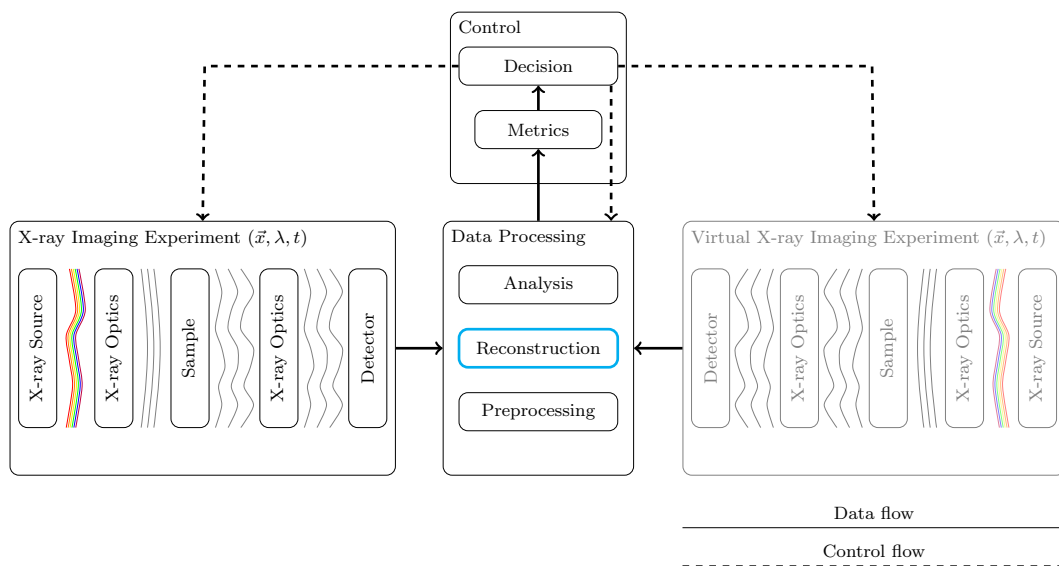 Control
Decision
Metrics
X-ray Imaging Experiment (x⃗, λ, t)
X-ray Source
X-ray Optics
Sample
X-ray Optics
Detector
Data Processing
Analysis
Reconstruction
Preprocessing
Virtual X-ray Imaging Experiment (x⃗, λ, t)
Detector
X-ray Optics
Sample
X-ray Optics
X-ray Source
Data flow
Control flow